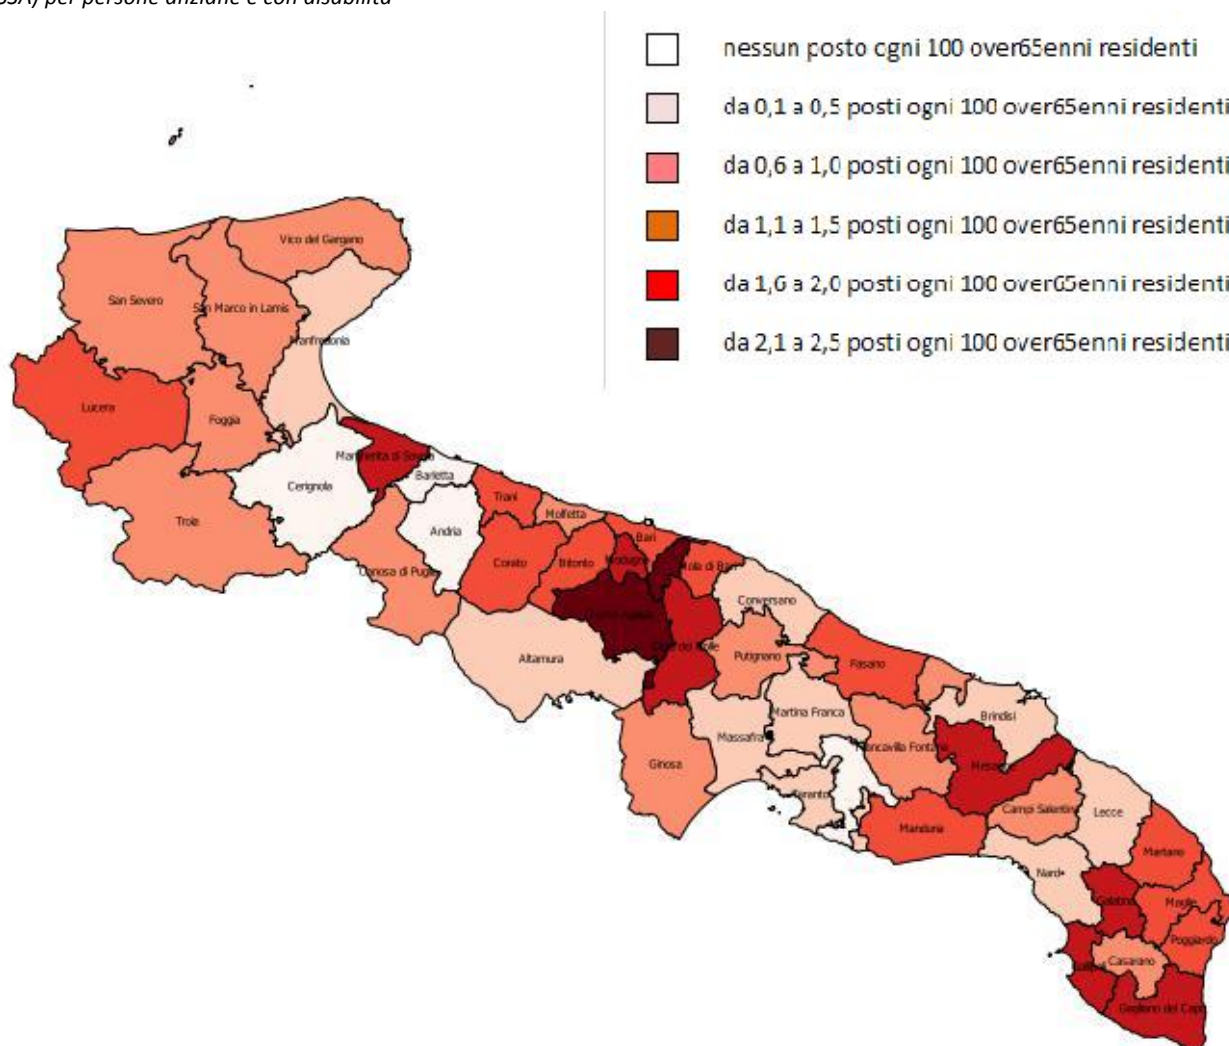 per persone anziane e con disabilità
nessun posto ogni 100 over65enni residenti
da 0,1 a 0,5 posti ogni 100 over65enni residenti
da 0,6 a 1,0 posti ogni 100 over65enni residenti
da 1,1 a 1,5 posti ogni 100 over65enni residenti
da 1,6 a 2,0 posti ogni 100 over65enni residenti
da 2,1 a 2,5 posti ogni 100 over65enni residenti
Vico del Gargano
San Severo
San Marco in Lamis
Manfredonia
Lucera
Foggia
Margherita di Savoia
Barletta
Cerignola
Trani
Molfetta
Troia
Andria
Bari
Corato
Bitonto
Modugno
Mola di Bari
Canosa di Puglia
Conversano
Altamura
Gioia del Colle
Putignano
Fasano
Martina Franca
Brindisi
Massafra
Francavilla Fontana
Ginosa
Mesagne
Taranto
Campi Salentina
Lecce
Manduria
Martano
Nardò
Galatina
Maglie
Poggiardo
Casarano
Gallipoli
Gagliano del Capo